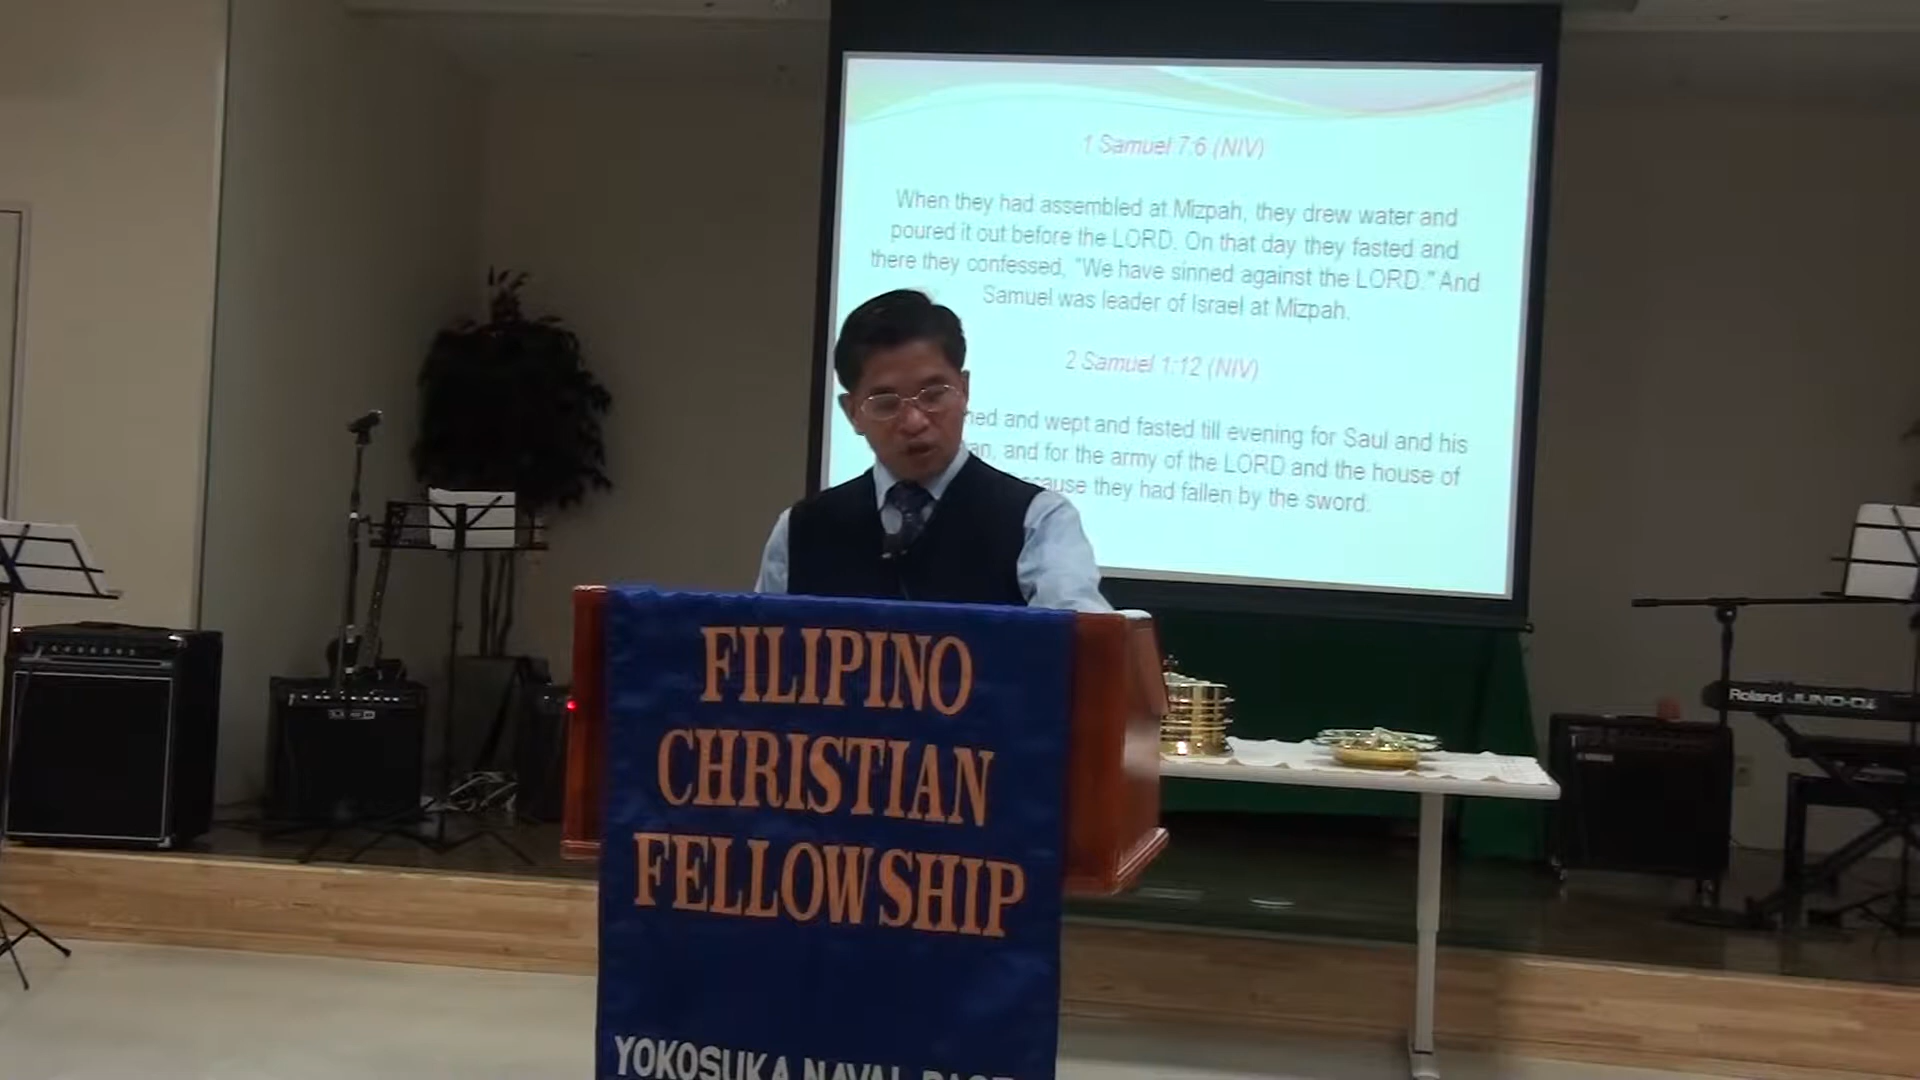 1 Samuel 7:6 (NIV)
When they had assembled at Mizpah, they drew water and
poured it out before the LORD. On that day they fasted and
there they confessed, "We have sinned against the LORD." And
Samuel was leader of Israel at Mizpah.
2 Samuel 1:12 (NIV)
and wept and fasted till evening for Saul and his
and for the army of the LORD and the house of
they had fallen by the sword.
FILIPINO
CHRISTIAN
FELLOWSHIP
YOKOSUKA NAVAL BASE
Roland JUNO-Di